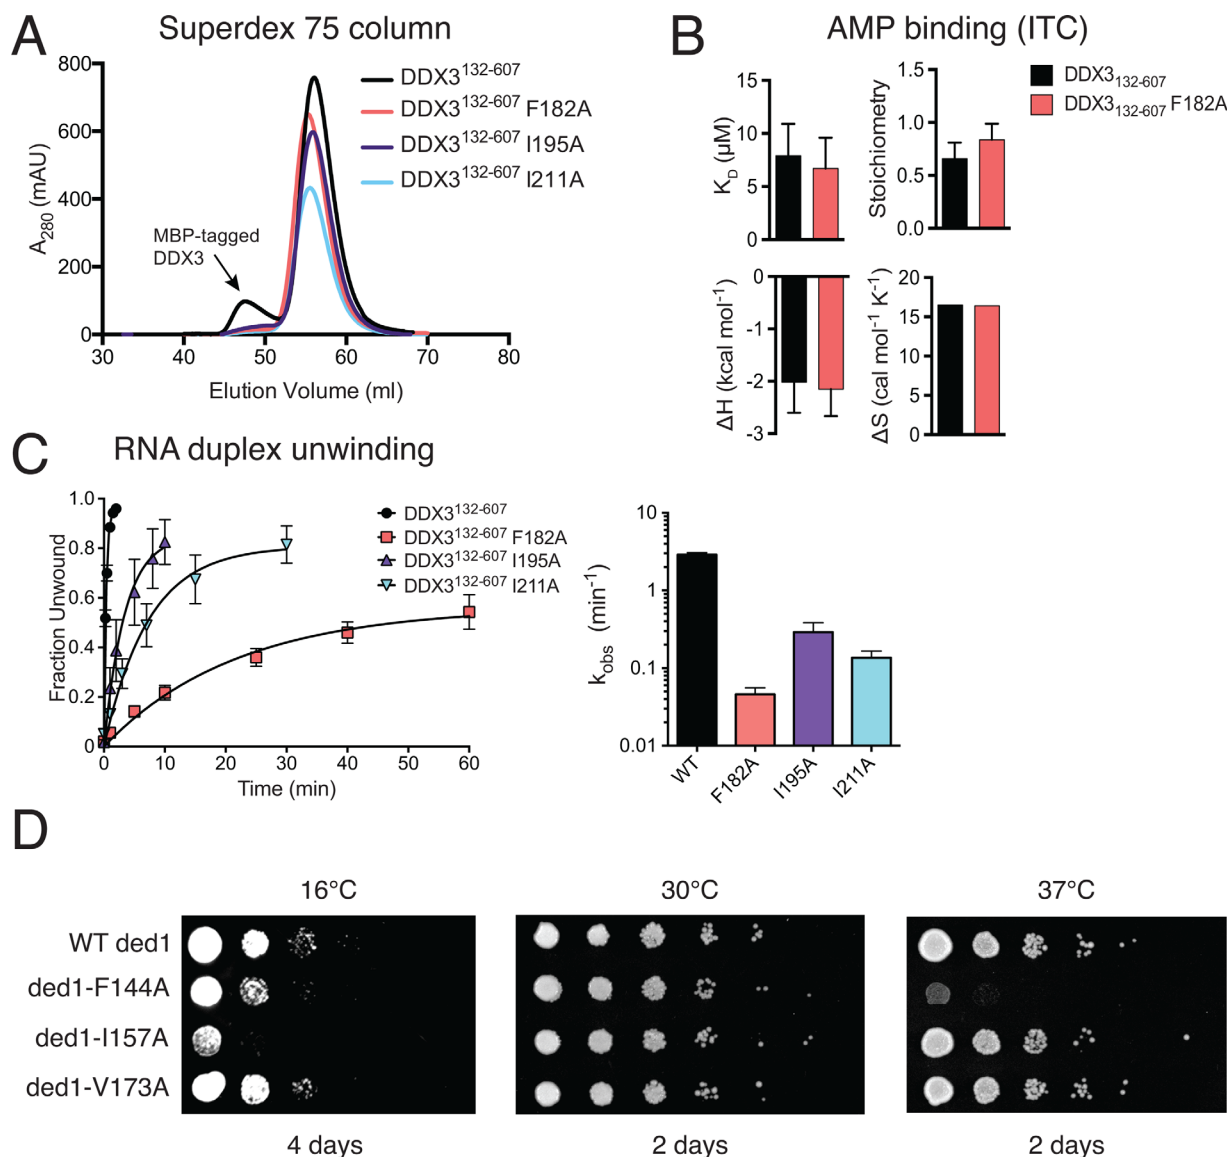 A
Superdex 75 column
800
600
400
200
0
A280 (mAU)
30 40 50 60 70 80
Elution Volume (ml)
MBP-tagged
DDX3
DDX3132-607
DDX3132-607 F182A
DDX3132-607 I195A
DDX3132-607 I211A
B
AMP binding (ITC)
15
10
5
0
KD (μM)
1.5
1.0
0.5
0.0
Stoichiometry
DDX3132-607
DDX3132-607 F182A
0
-1
-2
-3
ΔH (kcal mol-1)
20
15
10
5
0
ΔS (cal mol-1 K-1)
C
RNA duplex unwinding
1.0
0.8
0.6
0.4
0.2
0
Fraction Unwound
0 10 20 30 40 50 60
Time (min)
DDX3132-607
DDX3132-607 F182A
DDX3132-607 I195A
DDX3132-607 I211A
10
1
0.1
0.01
kobs (min-1)
WT F182A I195A I211A
D
16°C 30°C 37°C
WT ded1
ded1-F144A
ded1-I157A
ded1-V173A
4 days 2 days 2 days